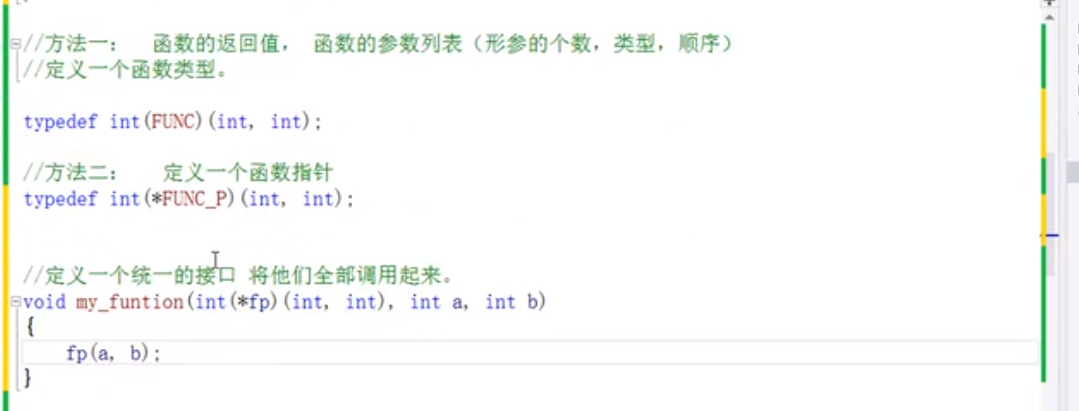 //方法一： 函数的返回值， 函数的参数列表（形参的个数，类型，顺序）
//定义一个函数类型。
typedef int(FUNC)(int, int);
//方法二： 定义一个函数指针
typedef int(*FUNC_P)(int, int);
//定义一个统一的接口 将他们全部调用起来。
void my_funtion(int(*fp)(int, int), int a, int b)
{
fp(a, b);
}